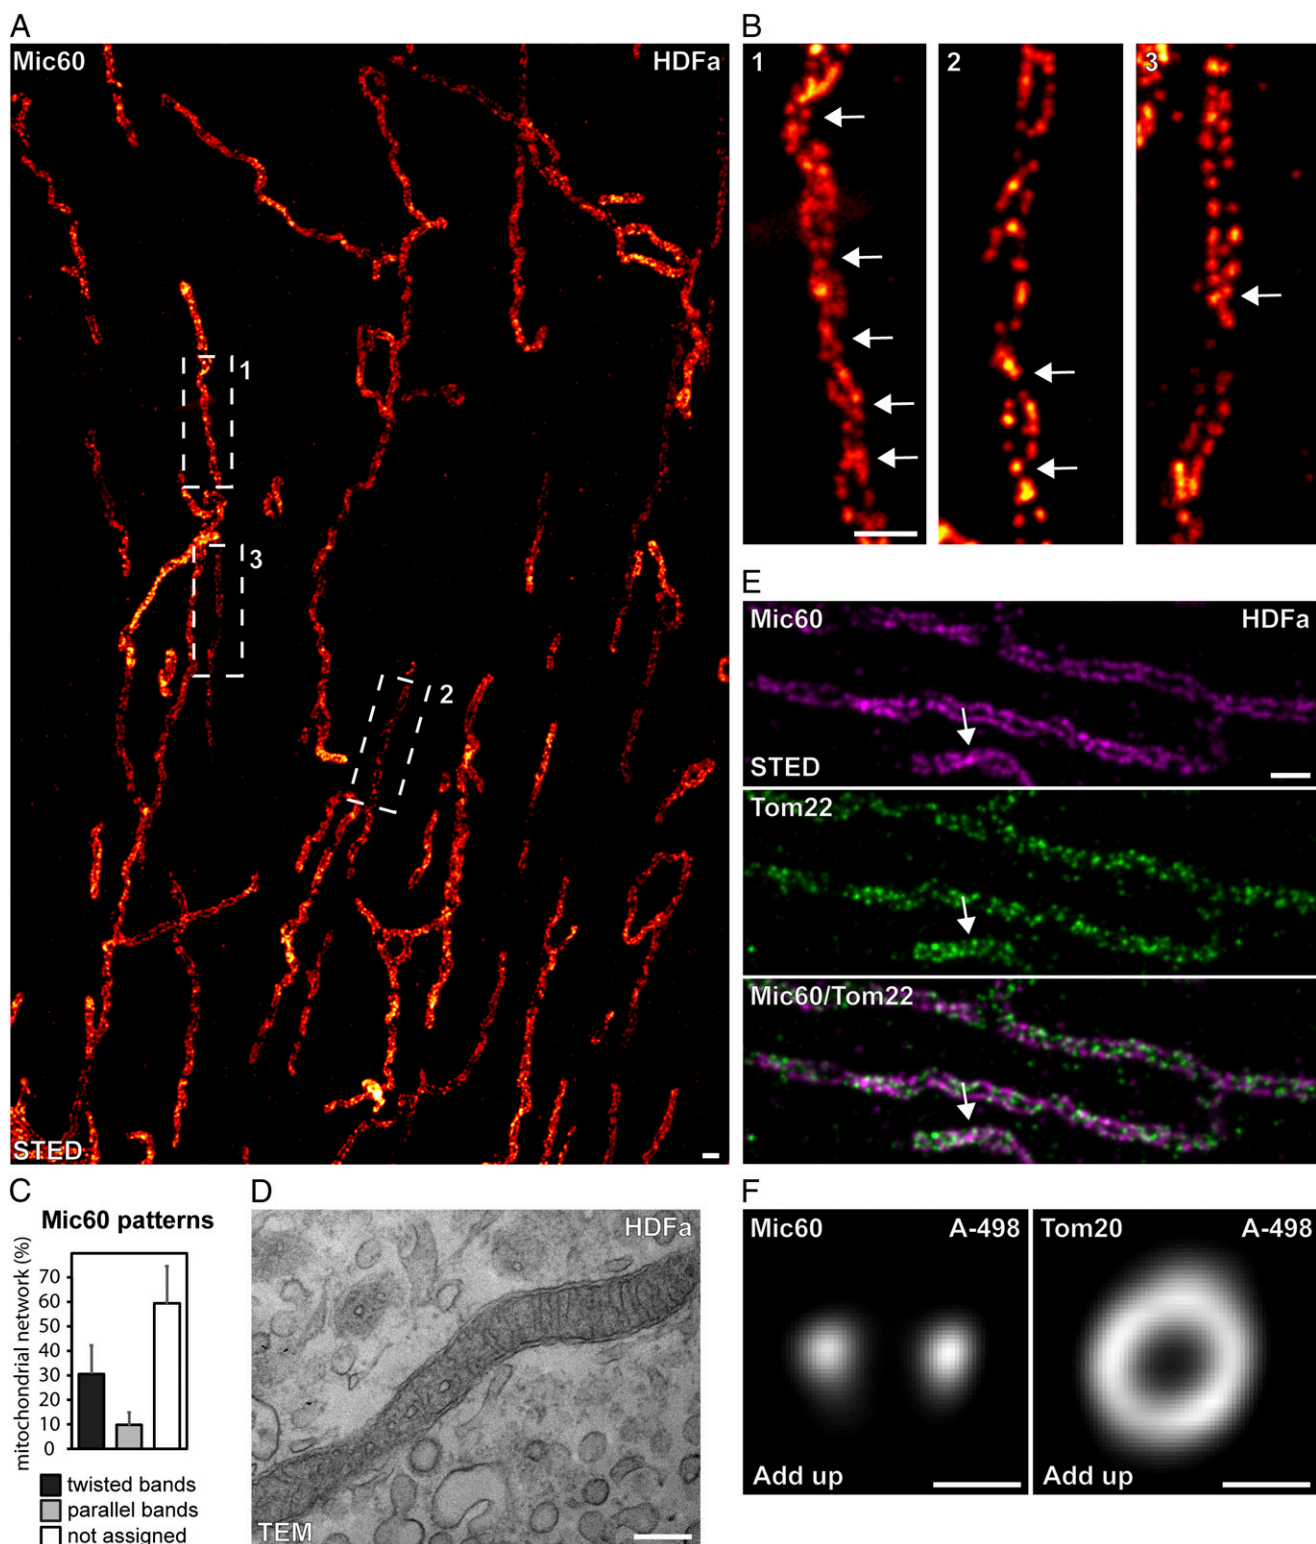 A
Mic60 HDFa
1
3
2
STED
B
1 2 3
E
Mic60 HDFa
STED
Tom22
Mic60/Tom22
C
Mic60 patterns
mitochondrial network (%)
70
60
50
40
30
20
10
0
twisted bands
parallel bands
not assigned
D
HDFa
TEM
F
Mic60 A-498
Add up
Tom20 A-498
Add up